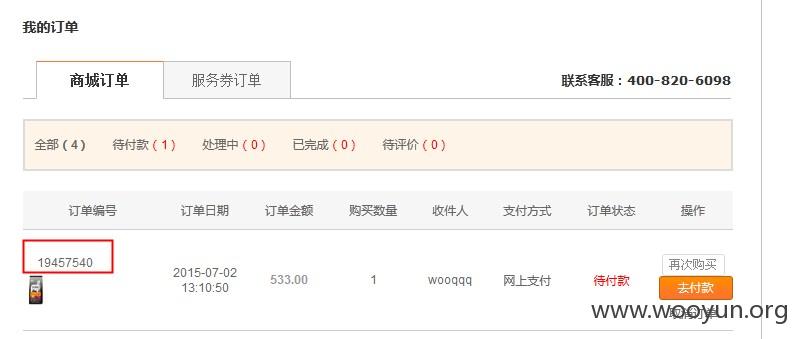 我的订单
商城订单 服务券订单 联系客服：400-820-6098
全部（4） 待付款（1） 处理中（0） 已完成（0） 待评价（0）
订单编号 订单日期 订单金额 购买数量 收件人 支付方式 订单状态 操作
19457540 2015-07-02 533.00 1 wooqqq 网上支付 待付款 再次购买
13:10:50 去付款
取消订单
www.wooyun.org